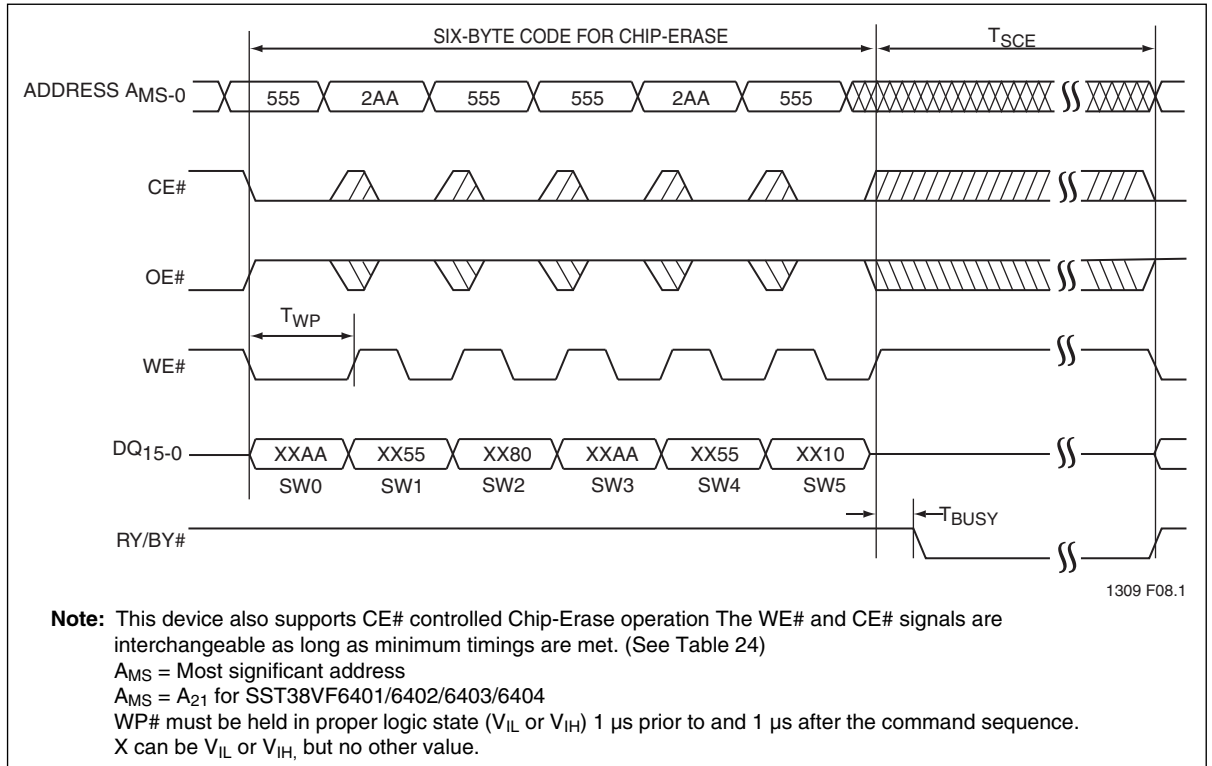 SIX-BYTE CODE FOR CHIP-ERASE TSCE
ADDRESS AMS-0 555 2AA 555 555 2AA 555
CE#
OE#
TWP
WE#
DQ15-0 XXAA XX55 XX80 XXAA XX55 XX10
SW0 SW1 SW2 SW3 SW4 SW5
TBUSY
RY/BY#
1309 F08.1
Note: This device also supports CE# controlled Chip-Erase operation The WE# and CE# signals are
interchangeable as long as minimum timings are met. (See Table 24)
AMS = Most significant address
AMS = A21 for SST38VF6401/6402/6403/6404
WP# must be held in proper logic state (VIL or VIH) 1 µs prior to and 1 µs after the command sequence.
X can be VIL or VIH, but no other value.